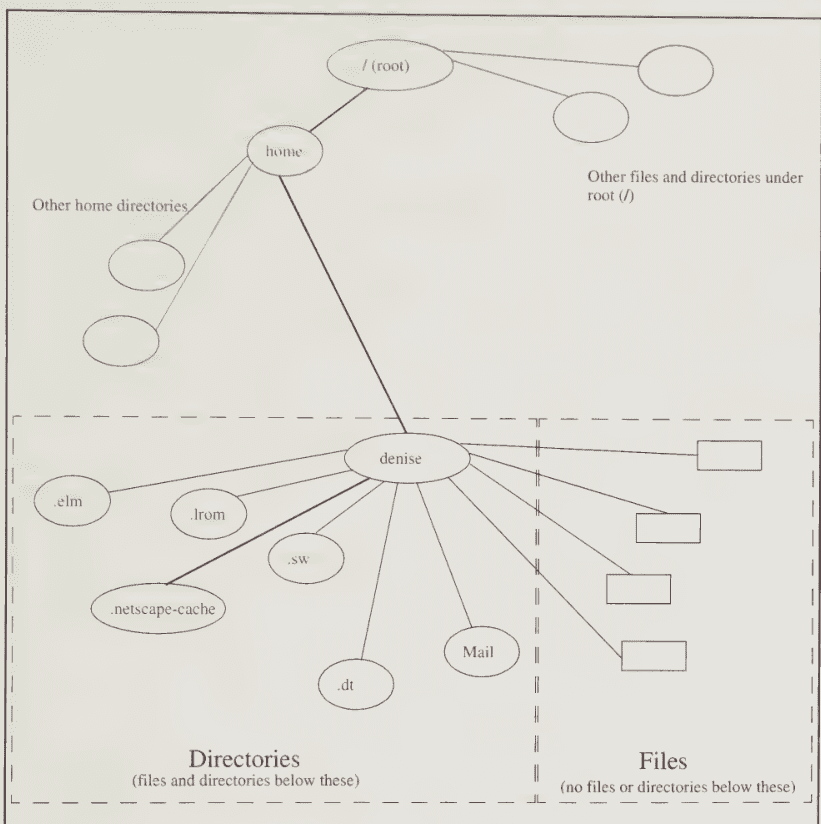 / (root)
home
Other files and directories under
root (/)
Other home directories
denise
.elm
.lrom
.sw
.netscape-cache
Mail
.dt
Directories
(files and directories below these)
Files
(no files or directories below these)